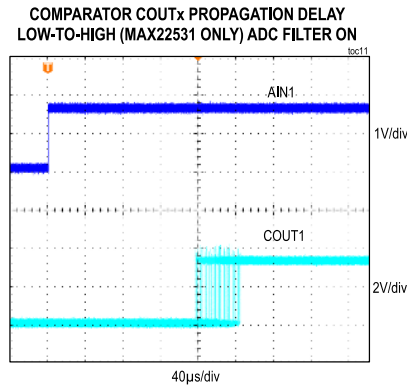 COMPARATOR COUTx PROPAGATION DELAY
LOW-TO-HIGH (MAX22531 ONLY) ADC FILTER ON
toc11
AIN1
1V/div
COUT1
2V/div
40µs/div